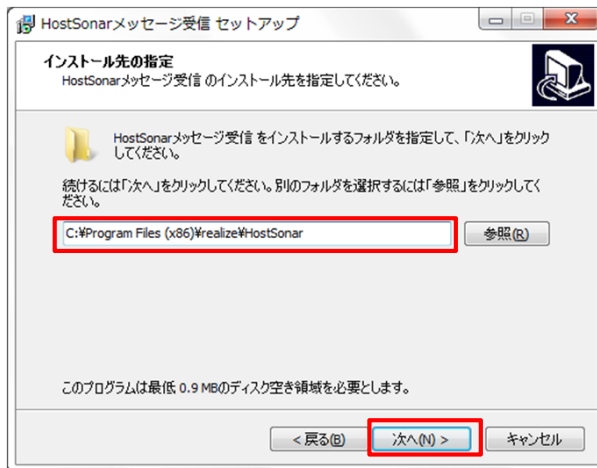 HostSonarメッセージ受信 セットアップ
インストール先の指定
HostSonarメッセージ受信 のインストール先を指定してください。
HostSonarメッセージ受信 をインストールするフォルダを指定して、「次へ」をクリック
してください。
続けるには「次へ」をクリックしてください。別のフォルダを選択するには「参照」をクリックしてく
ださい。
C:¥Program Files (x86)¥realize¥HostSonar
参照(R)
このプログラムは最低 0.9 MBのディスク空き領域を必要とします。
< 戻る(B)
次へ(N) >
キャンセル